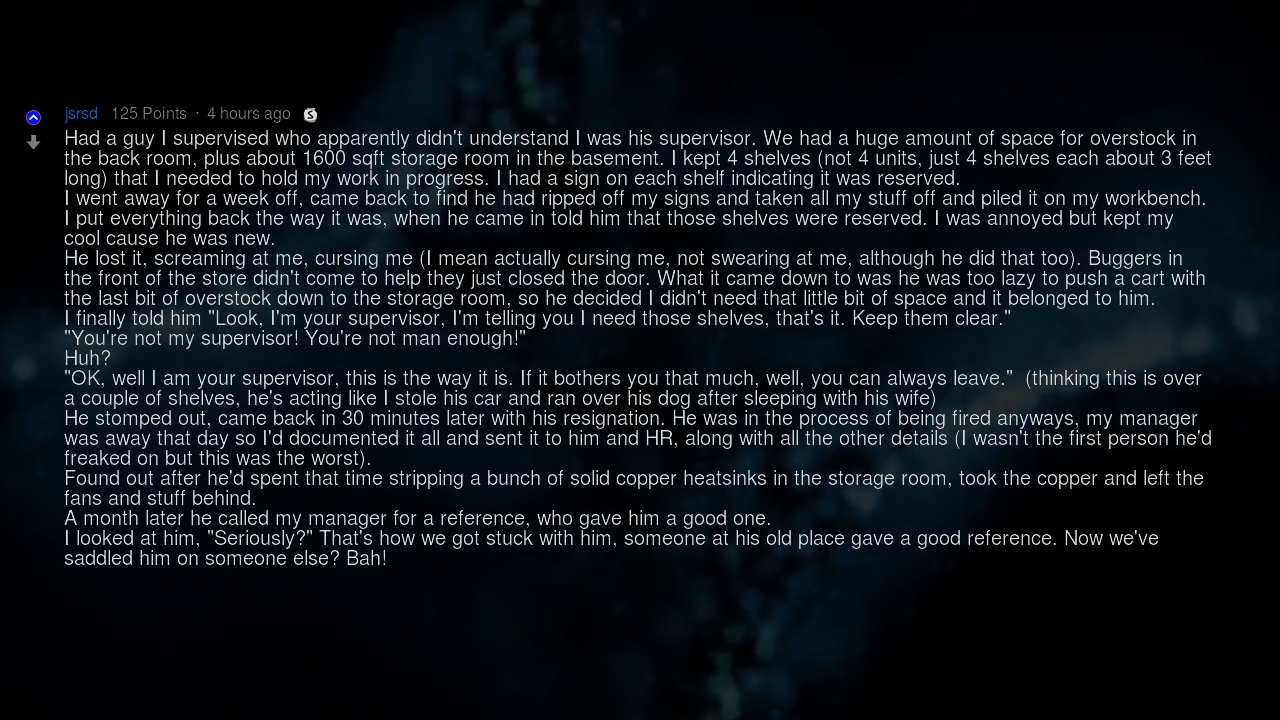 jsrsd 125 Points · 4 hours ago S
Had a guy I supervised who apparently didn't understand I was his supervisor. We had a huge amount of space for overstock in
the back room, plus about 1600 sqft storage room in the basement. I kept 4 shelves (not 4 units, just 4 shelves each about 3 feet
long) that I needed to hold my work in progress. I had a sign on each shelf indicating it was reserved.
I went away for a week off, came back to find he had ripped off my signs and taken all my stuff off and piled it on my workbench.
I put everything back the way it was, when he came in told him that those shelves were reserved. I was annoyed but kept my
cool cause he was new.
He lost it, screaming at me, cursing me (I mean actually cursing me, not swearing at me, although he did that too). Buggers in
the front of the store didn't come to help they just closed the door. What it came down to was he was too lazy to push a cart with
the last bit of overstock down to the storage room, so he decided I didn't need that little bit of space and it belonged to him.
I finally told him "Look, I'm your supervisor, I'm telling you I need those shelves, that's it. Keep them clear."
"You're not my supervisor! You're not man enough!"
Huh?
"OK, well I am your supervisor, this is the way it is. If it bothers you that much, well, you can always leave."  (thinking this is over
a couple of shelves, he's acting like I stole his car and ran over his dog after sleeping with his wife)
He stomped out, came back in 30 minutes later with his resignation. He was in the process of being fired anyways, my manager
was away that day so I'd documented it all and sent it to him and HR, along with all the other details (I wasn't the first person he'd
freaked on but this was the worst).
Found out after he'd spent that time stripping a bunch of solid copper heatsinks in the storage room, took the copper and left the
fans and stuff behind.
A month later he called my manager for a reference, who gave him a good one.
I looked at him, "Seriously?" That's how we got stuck with him, someone at his old place gave a good reference. Now we've
saddled him on someone else? Bah!